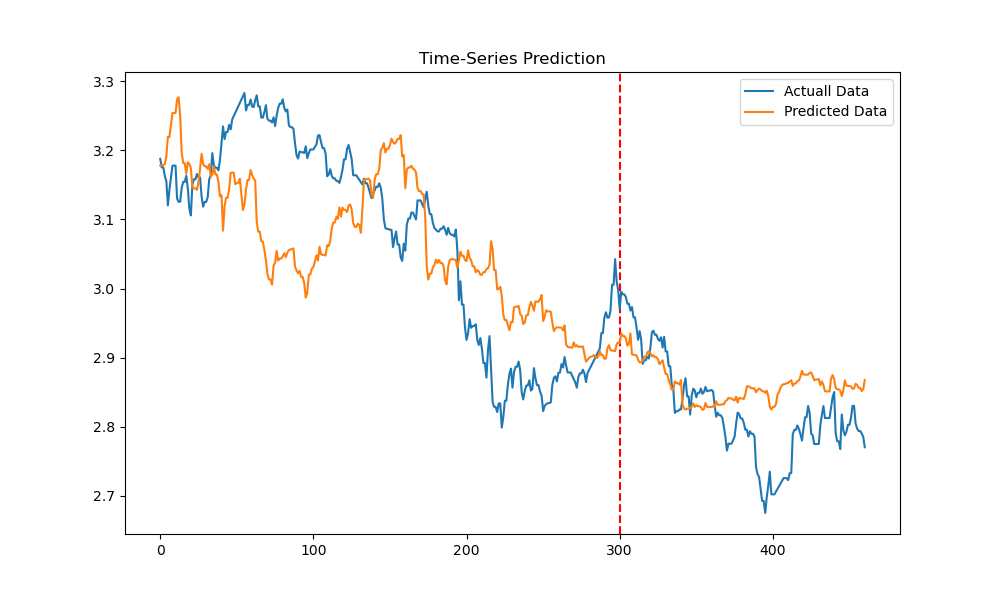 Time-Series Prediction
Actuall Data
Predicted Data
3.3
3.2
3.1
3.0
2.9
2.8
2.7
0 100 200 300 400